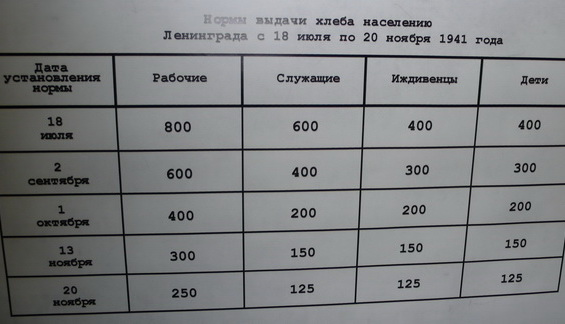 Нормы выдачи хлеба населению
Ленинграда с 18 июля по 20 ноября 1941 года
Дата установления нормы Рабочие Служащие Иждивенцы Дети
18 июля 800 600 400 400
2 сентября 600 400 300 300
1 октября 400 200 200 200
13 ноября 300 150 150 150
20 ноября 250 125 125 125